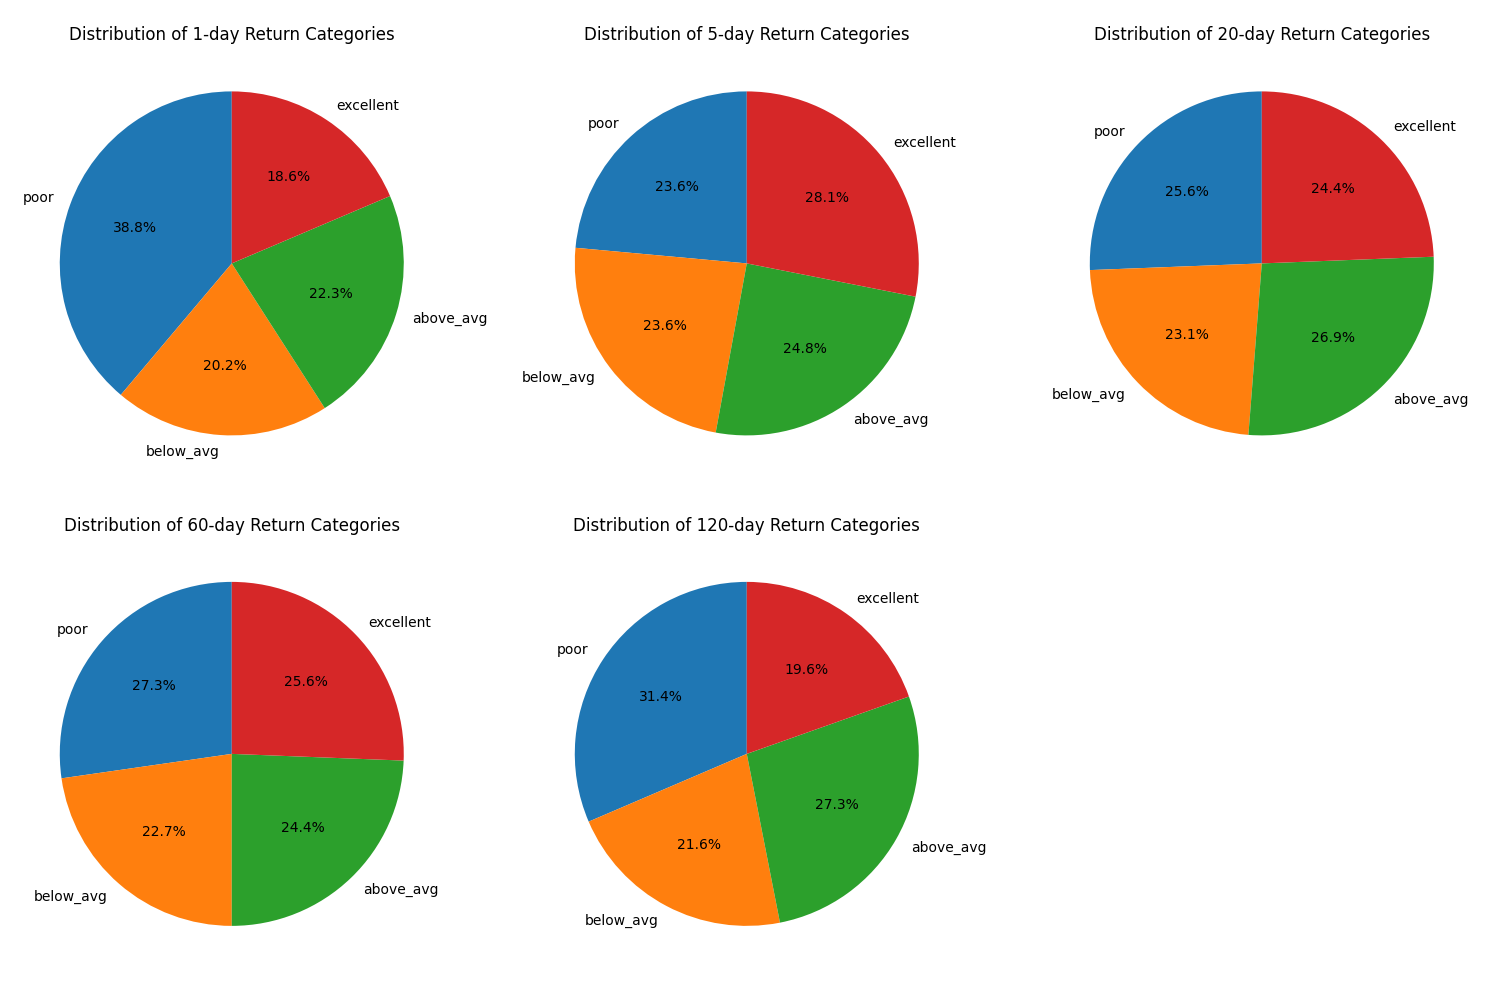 Distribution of 1-day Return Categories
excellent
poor
18.6%
38.8%
22.3%
above_avg
20.2%
below_avg
Distribution of 5-day Return Categories
poor
excellent
23.6%
28.1%
23.6%
24.8%
below_avg
above_avg
Distribution of 20-day Return Categories
poor
excellent
25.6%
24.4%
23.1%
26.9%
below_avg
above_avg
Distribution of 60-day Return Categories
poor
excellent
27.3%
25.6%
22.7%
24.4%
below_avg
above_avg
Distribution of 120-day Return Categories
excellent
poor
19.6%
31.4%
27.3%
21.6%
above_avg
below_avg